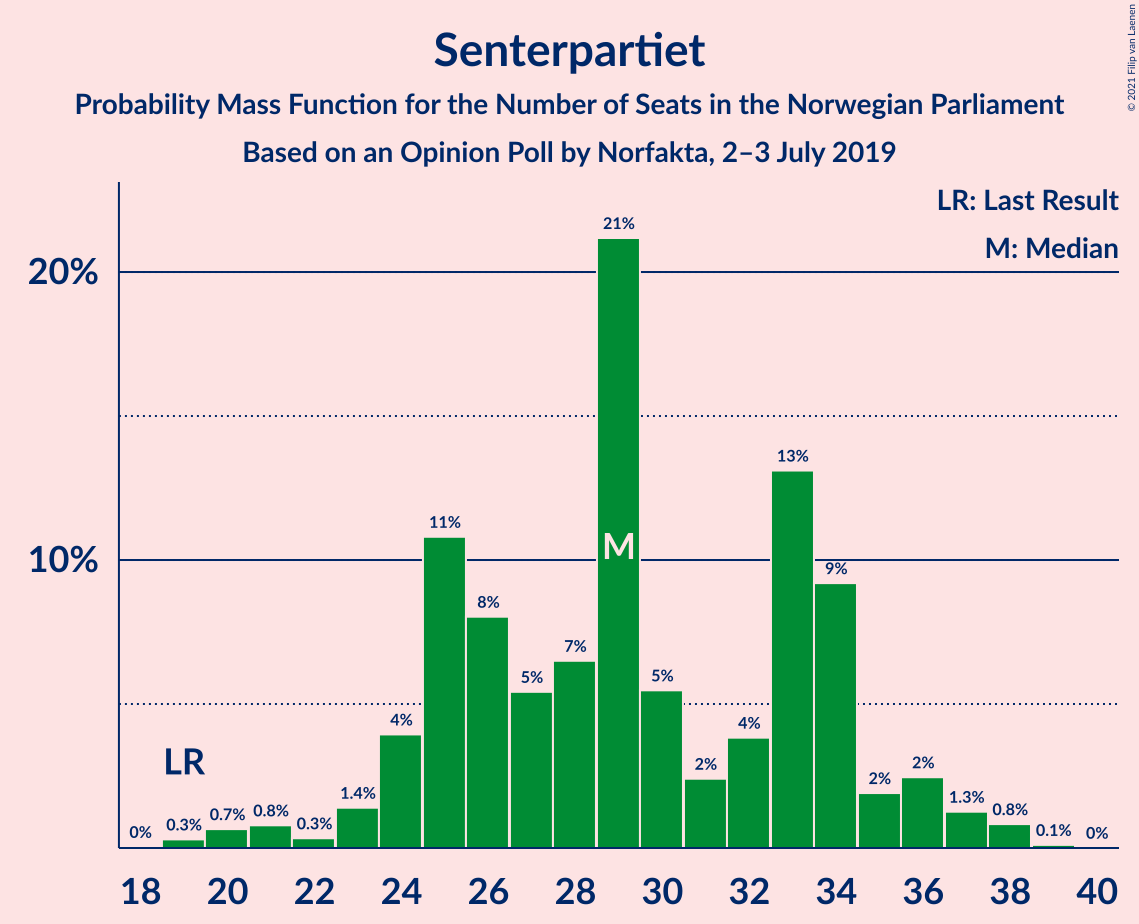 Senterpartiet
Probability Mass Function for the Number of Seats in the Norwegian Parliament
Based on an Opinion Poll by Norfakta, 2–3 July 2019
© 2021 Filip van Laenen
LR: Last Result
M: Median
20%
10%
0%
0.3%
0.7%
0.8%
0.3%
1.4%
4%
11%
8%
5%
7%
21%
5%
2%
4%
13%
9%
2%
2%
1.3%
0.8%
0.1%
0%
LR
M
18 20 22 24 26 28 30 32 34 36 38 40